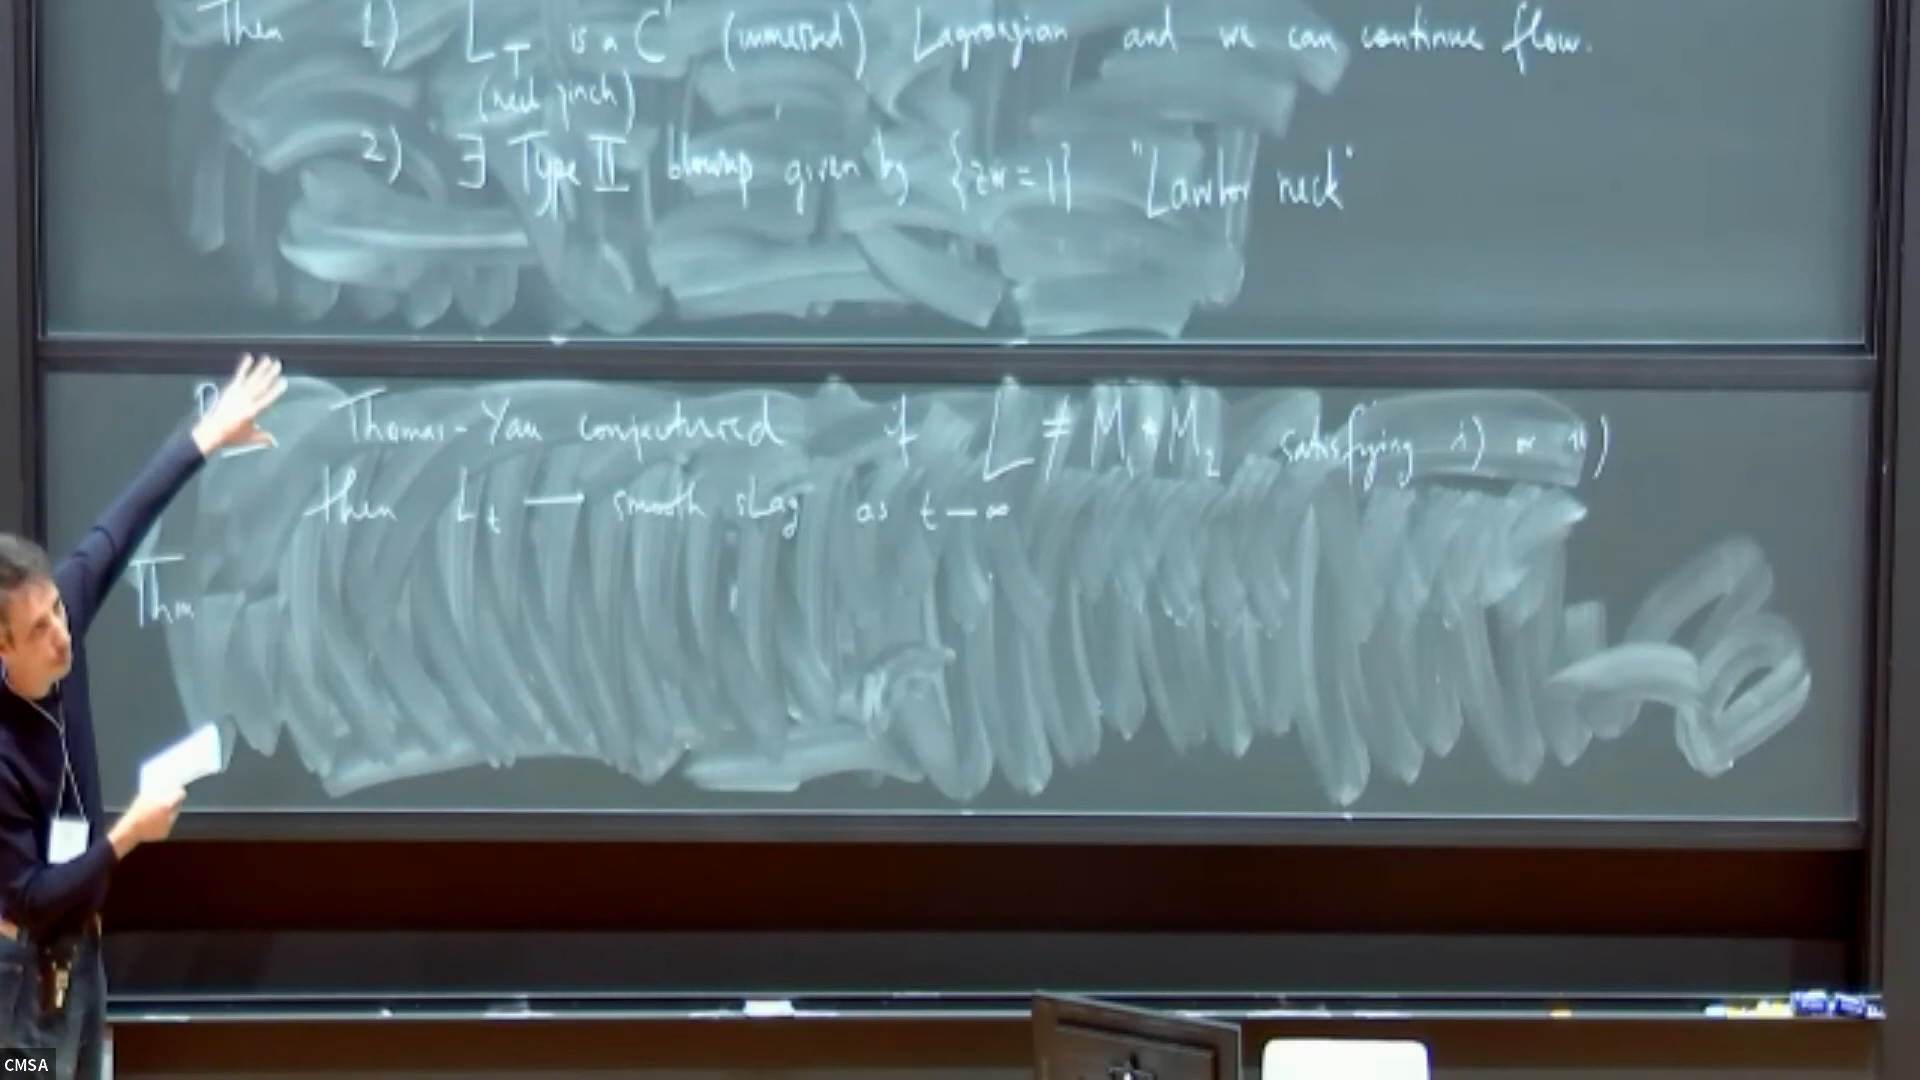 Then 1) L_T is a C¹ (immersed) Lagrangian and we can continue flow.
(neck pinch)
2) ∃ Type II blowup given by {zw = 1} "Lawlor neck"
Thomas-Yau conjectured if L ≠ M₁ # M₂ satisfying i) or ii)
then L_t → smooth sLag as t → ∞
Thm
CMSA